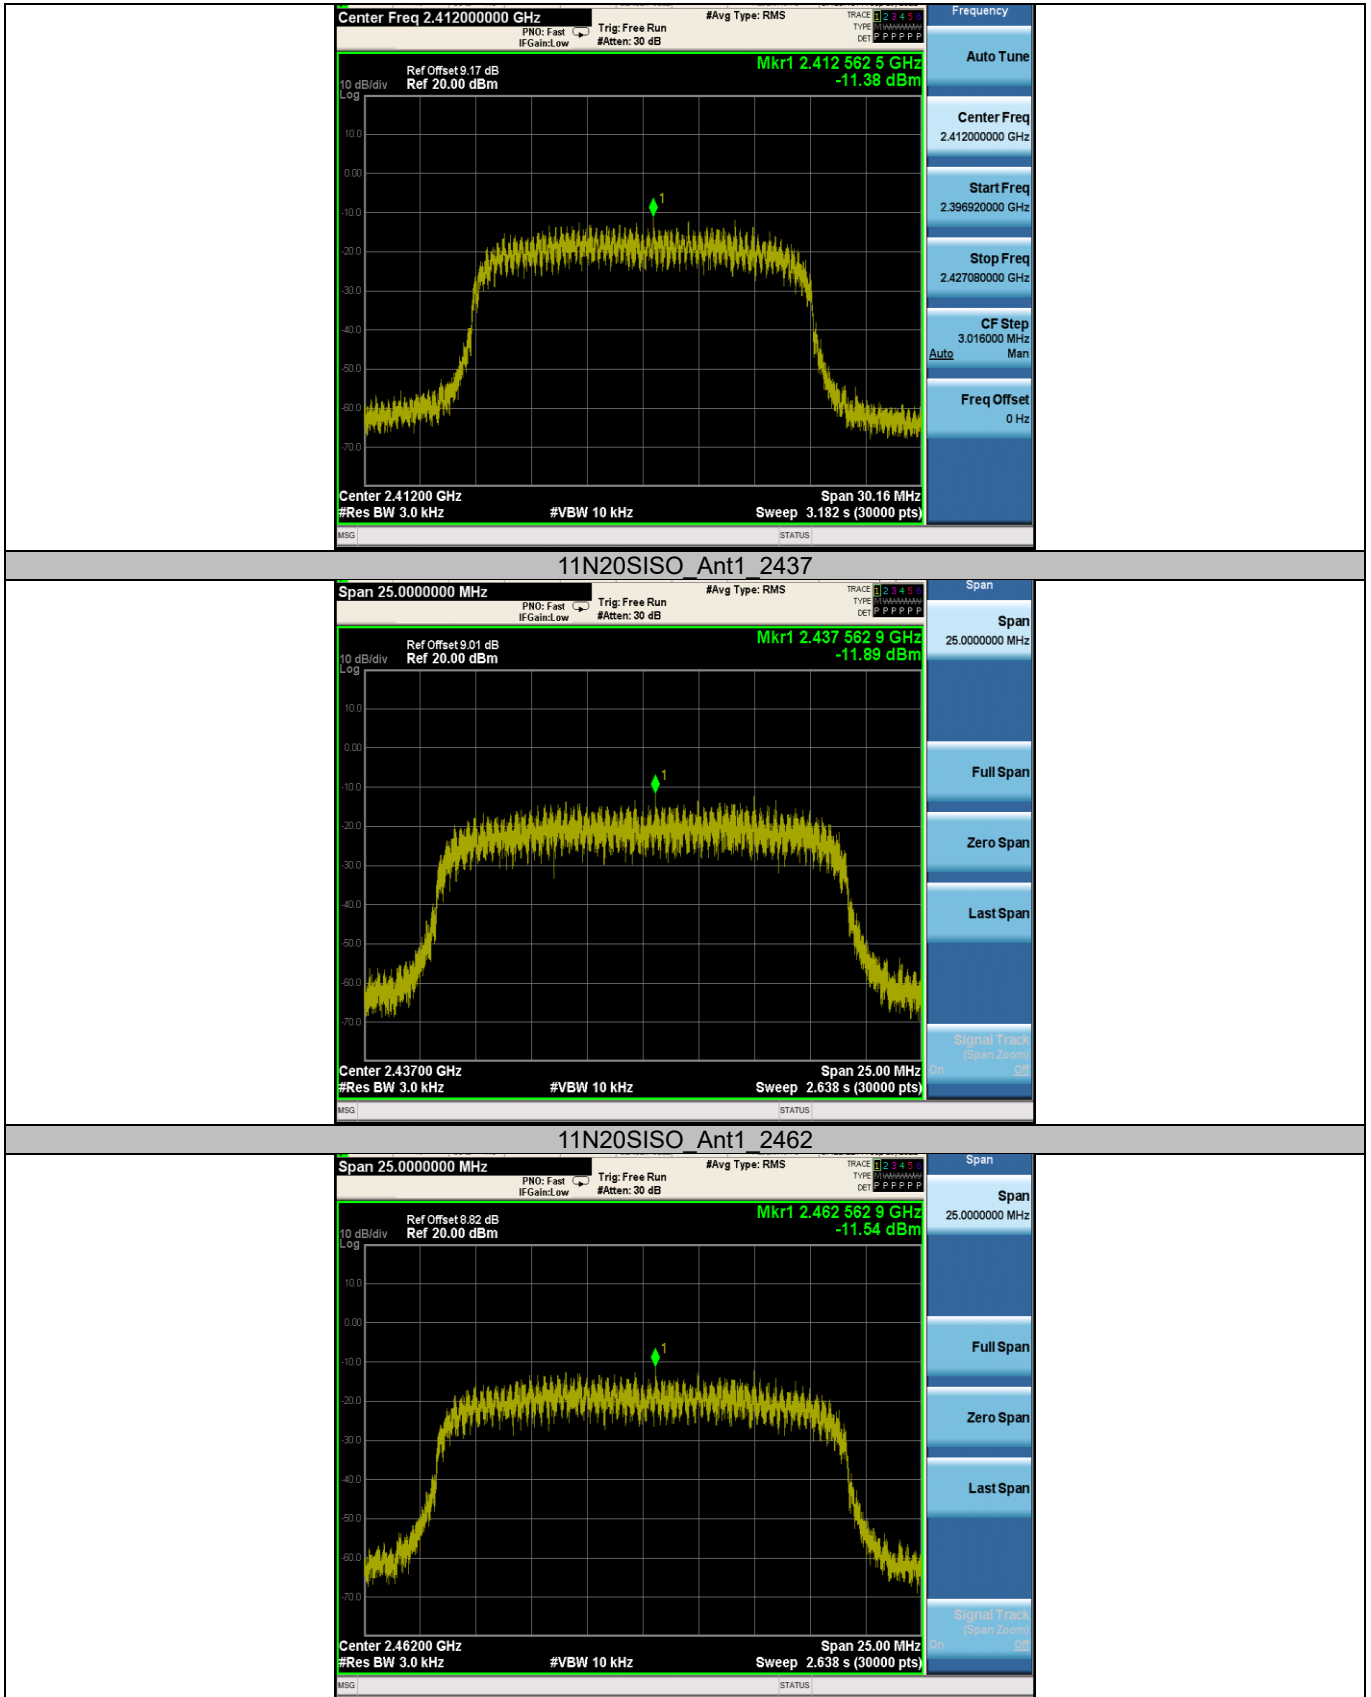 Center Freq 2.412000000 GHz
PNO: Fast
IFGain:Low
Trig: Free Run
#Atten: 30 dB
#Avg Type: RMS
TRACE 1 2 3 4 5 6
TYPE M
DET P P P P P P
Frequency
Auto Tune
Center Freq
2.412000000 GHz
Start Freq
2.396920000 GHz
Stop Freq
2.427080000 GHz
CF Step
3.016000 MHz
Auto Man
Freq Offset
0 Hz
Mkr1 2.412 562 5 GHz
-11.38 dBm
Ref Offset 9.17 dB
10 dB/div Ref 20.00 dBm
Log
10.0
0.00
-10.0
-20.0
-30.0
-40.0
-50.0
-60.0
-70.0
1
Center 2.41200 GHz Span 30.16 MHz
#Res BW 3.0 kHz #VBW 10 kHz Sweep 3.182 s (30000 pts)
MSG STATUS
11N20SISO_Ant1_2437
Span 25.0000000 MHz
PNO: Fast
IFGain:Low
Trig: Free Run
#Atten: 30 dB
#Avg Type: RMS
TRACE 1 2 3 4 5 6
TYPE M
DET P P P P P P
Span
Span
25.0000000 MHz
Full Span
Zero Span
Last Span
Signal Track
(Span Zoom)
On Off
Mkr1 2.437 562 9 GHz
-11.89 dBm
Ref Offset 9.01 dB
10 dB/div Ref 20.00 dBm
Log
10.0
0.00
-10.0
-20.0
-30.0
-40.0
-50.0
-60.0
-70.0
1
Center 2.43700 GHz Span 25.00 MHz
#Res BW 3.0 kHz #VBW 10 kHz Sweep 2.638 s (30000 pts)
MSG STATUS
11N20SISO_Ant1_2462
Span 25.0000000 MHz
PNO: Fast
IFGain:Low
Trig: Free Run
#Atten: 30 dB
#Avg Type: RMS
TRACE 1 2 3 4 5 6
TYPE M
DET P P P P P P
Span
Span
25.0000000 MHz
Full Span
Zero Span
Last Span
Signal Track
(Span Zoom)
On Off
Mkr1 2.462 562 9 GHz
-11.54 dBm
Ref Offset 8.82 dB
10 dB/div Ref 20.00 dBm
Log
10.0
0.00
-10.0
-20.0
-30.0
-40.0
-50.0
-60.0
-70.0
1
Center 2.46200 GHz Span 25.00 MHz
#Res BW 3.0 kHz #VBW 10 kHz Sweep 2.638 s (30000 pts)
MSG STATUS